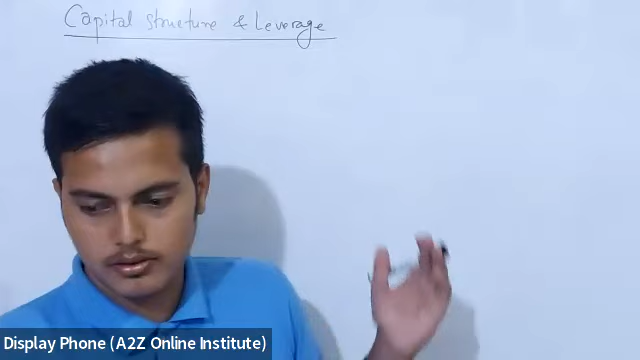 Capital structure & Leverage
Display Phone (A2Z Online Institute)